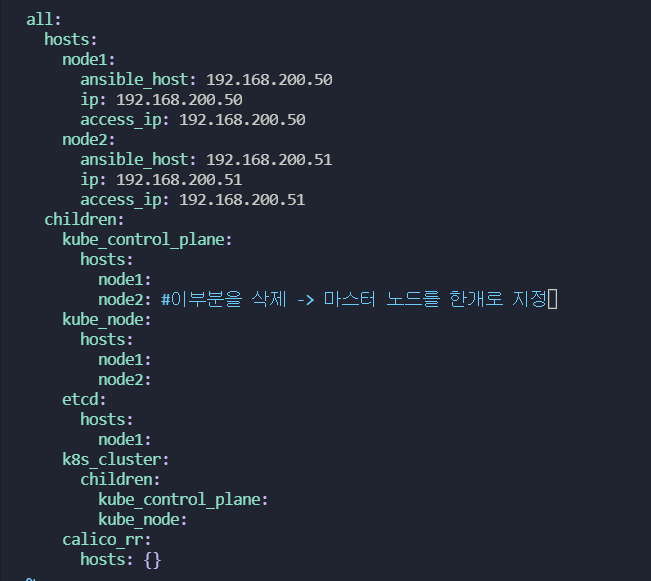 all:
  hosts:
    node1:
      ansible_host: 192.168.200.50
      ip: 192.168.200.50
      access_ip: 192.168.200.50
    node2:
      ansible_host: 192.168.200.51
      ip: 192.168.200.51
      access_ip: 192.168.200.51
  children:
    kube_control_plane:
      hosts:
        node1:
        node2: #이부분을 삭제 -> 마스터 노드를 한개로 지정
    kube_node:
      hosts:
        node1:
        node2:
    etcd:
      hosts:
        node1:
    k8s_cluster:
      children:
        kube_control_plane:
        kube_node:
    calico_rr:
      hosts: {}